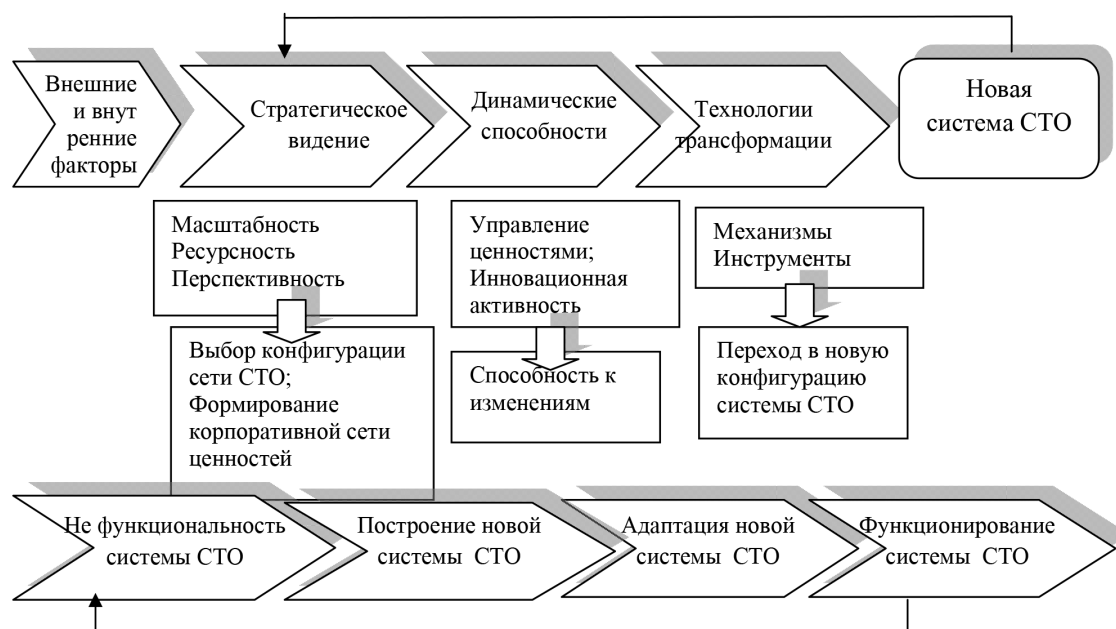 Внешние
и внут
ренние
факторы
Стратегическое
видение
Динамические
способности
Технологии
трансформации
Новая
система СТО
Масштабность
Ресурсность
Перспективность
Управление
ценностями;
Инновационная
активность
Механизмы
Инструменты
Выбор конфигурации
сети СТО;
Формирование
корпоративной сети
ценностей
Способность к
изменениям
Переход в новую
конфигурацию
системы СТО
Не функциональность
системы СТО
Построение новой
системы СТО
Адаптация новой
системы СТО
Функционирование
системы СТО